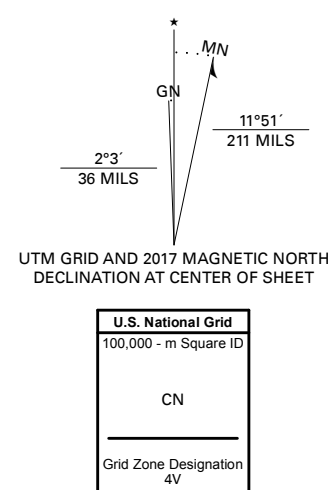 ★
MN
GN
11°51´
211 MILS
2°3´
36 MILS
UTM GRID AND 2017 MAGNETIC NORTH
DECLINATION AT CENTER OF SHEET
U.S. National Grid
100,000 - m Square ID
CN
Grid Zone Designation
4V